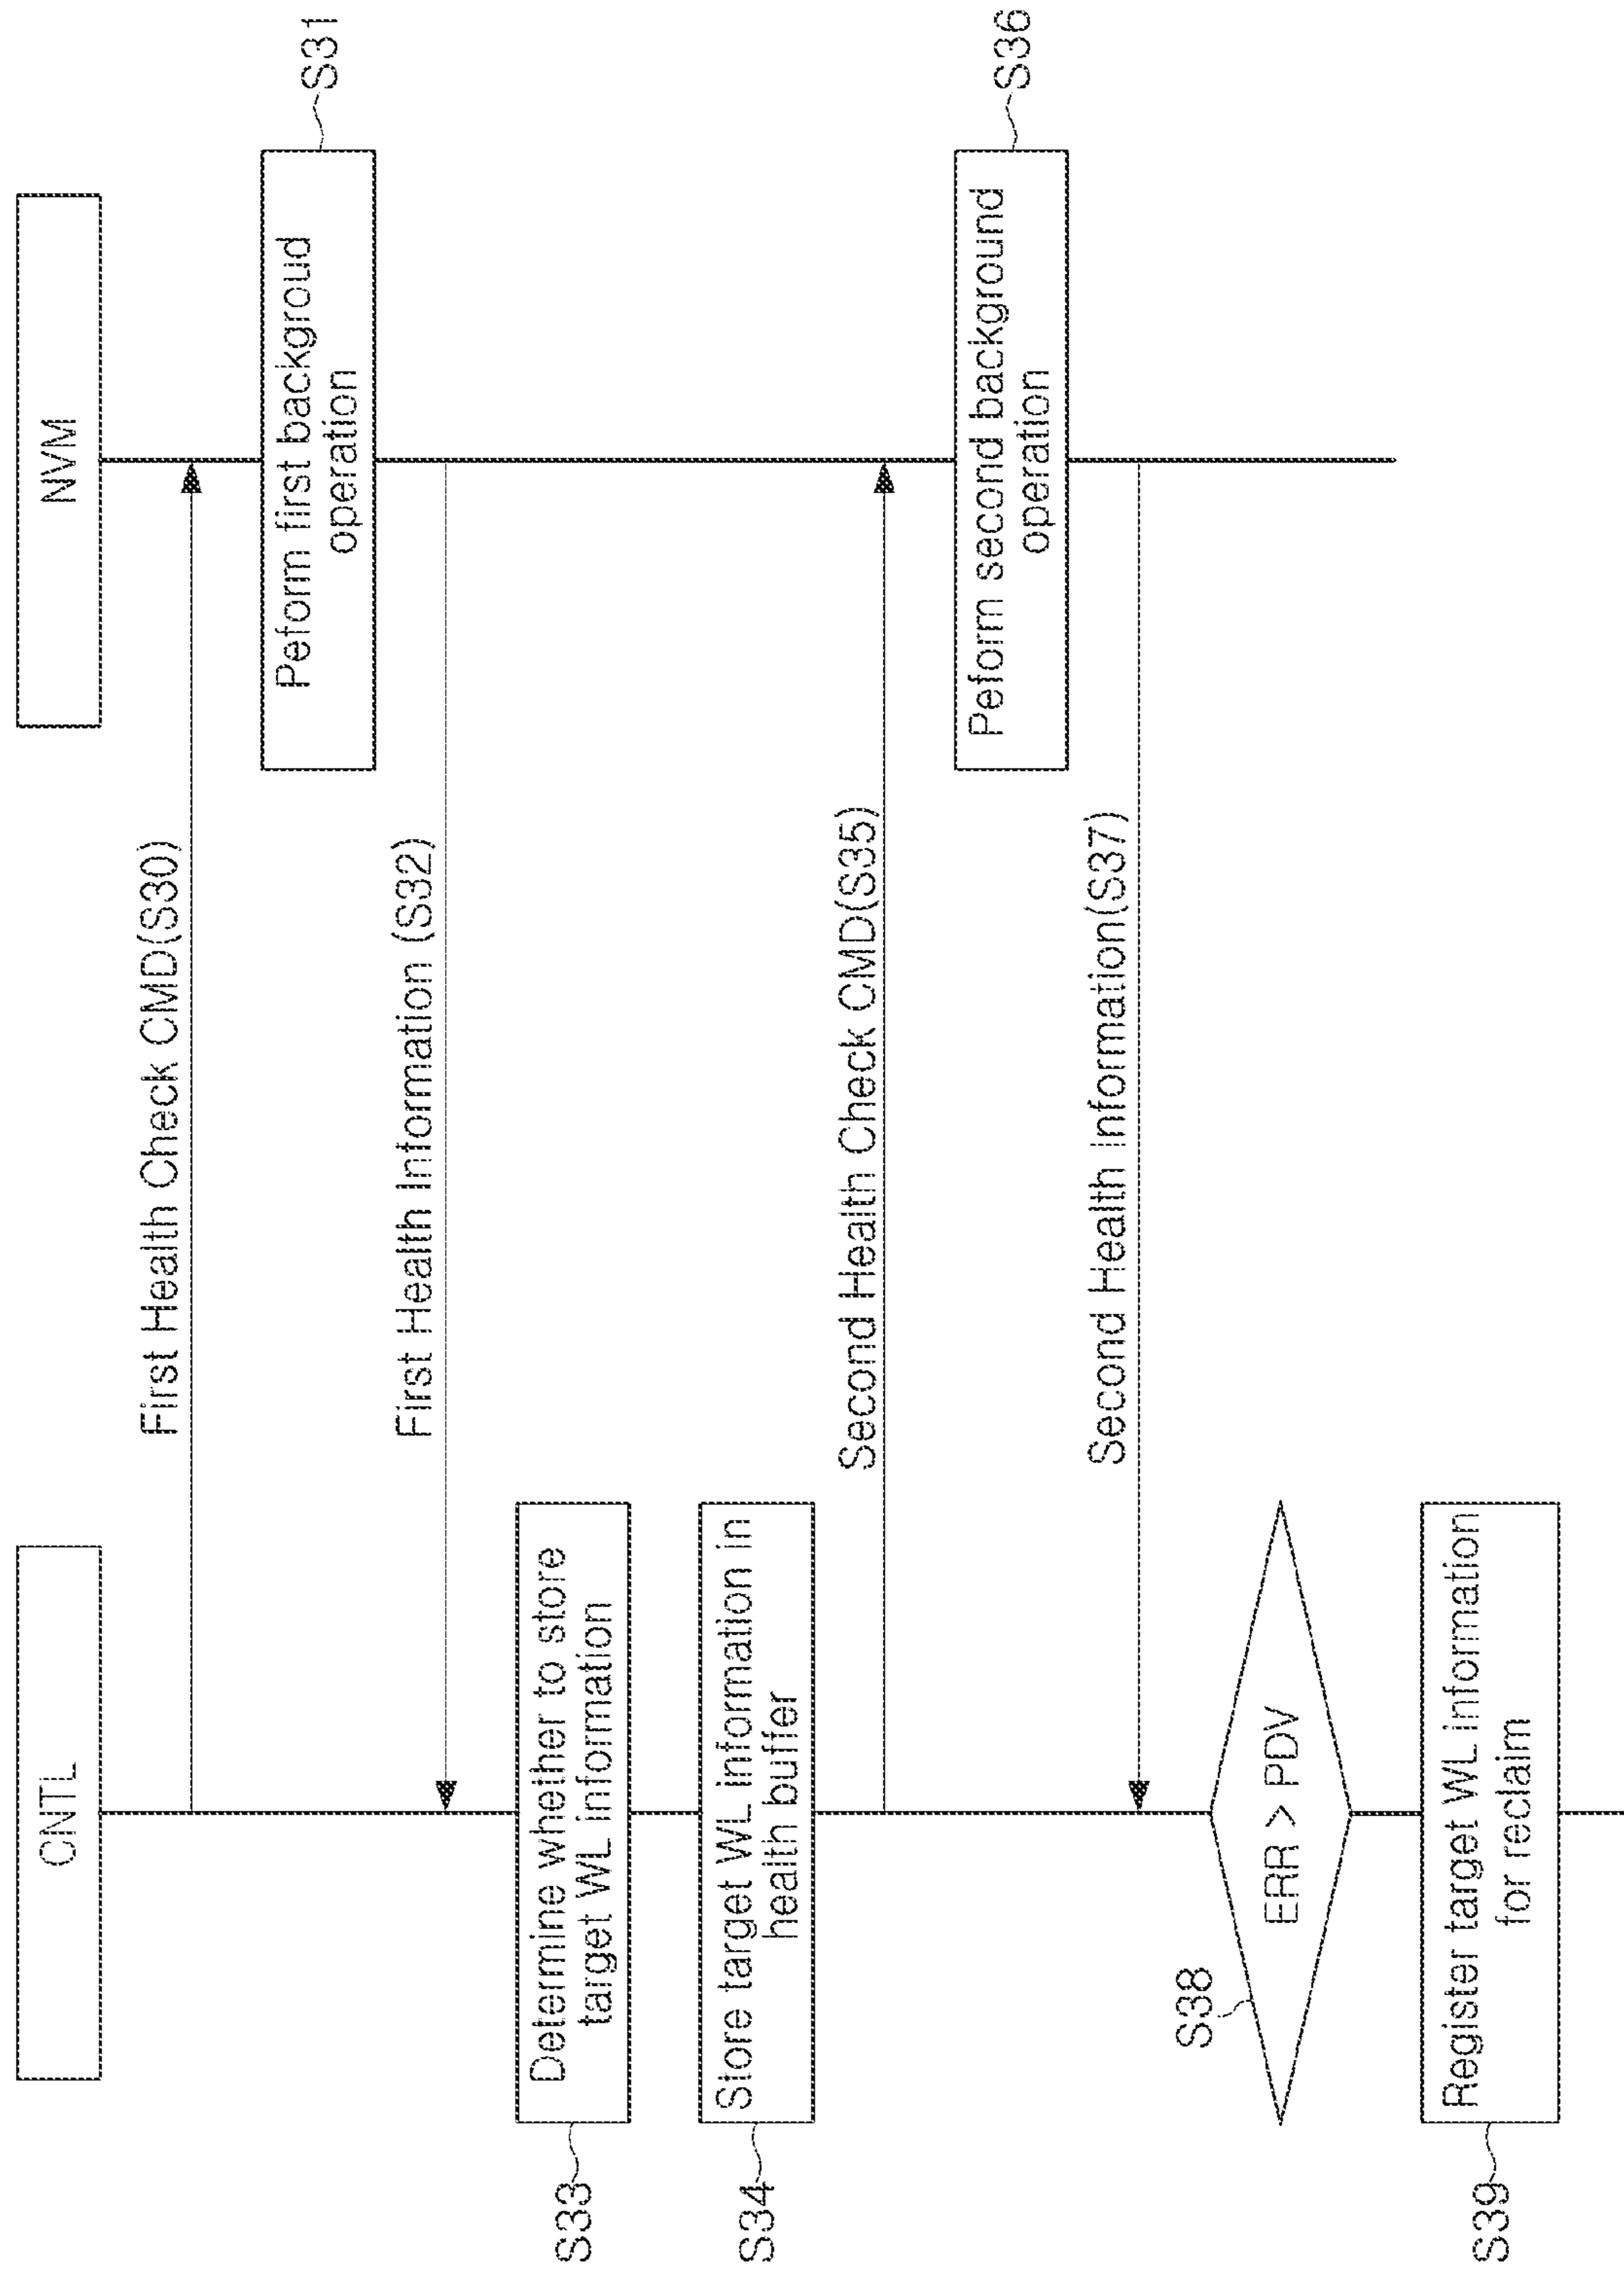 CNTL
NVM
First Health Check CMD(S30)
Peform first backgroud
operation
S31
First Health Information (S32)
S33
Determine whether to store
target WL information
S34
Store target WL information in
health buffer
Second Health Check CMD(S35)
Peform second background
operation
S36
Second Health Information(S37)
S38
ERR > PDV
S39
Register target WL information
for reclaim